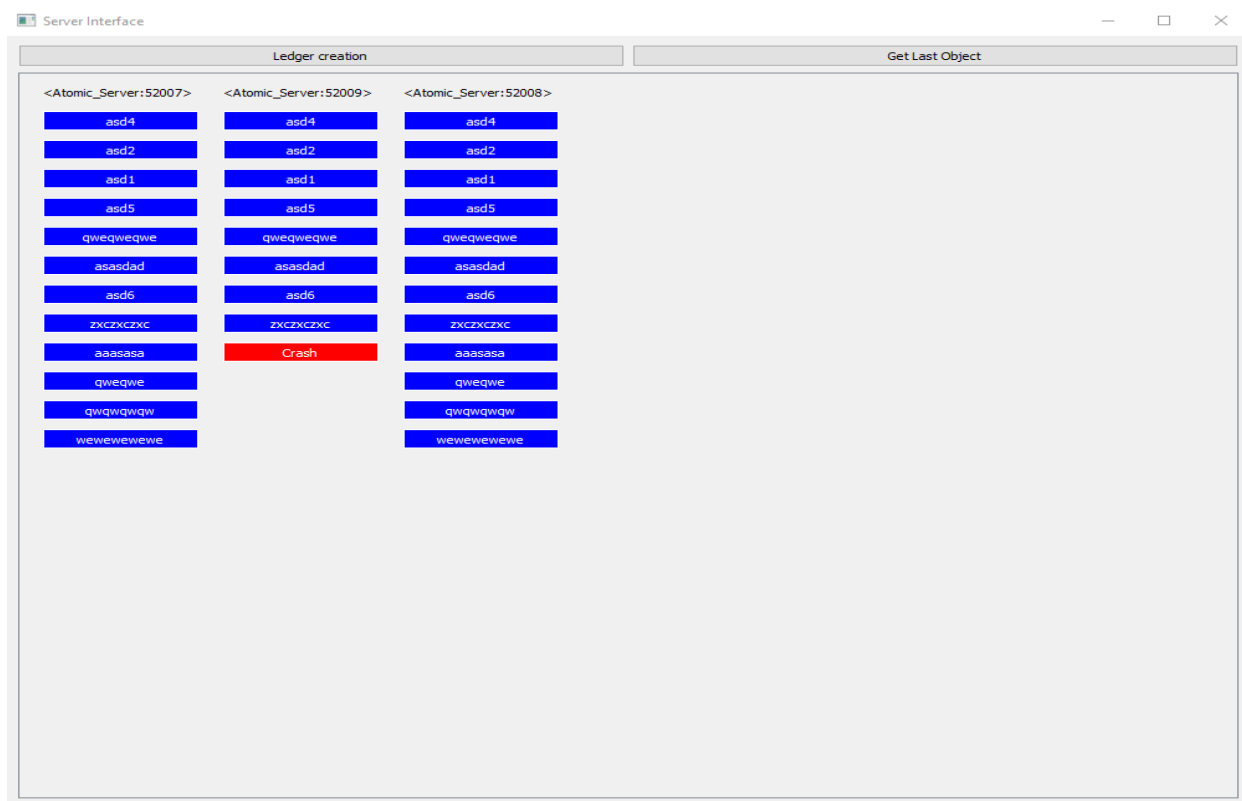 Server Interface
Ledger creation Get Last Object
<Atomic_Server:52007> <Atomic_Server:52009> <Atomic_Server:52008>
asd4 asd4 asd4
asd2 asd2 asd2
asd1 asd1 asd1
asd5 asd5 asd5
qweqweqwe qweqweqwe qweqweqwe
asasdad asasdad asasdad
asd6 asd6 asd6
zxczxczxc zxczxczxc zxczxczxc
aaasasa Crash aaasasa
qweqwe qweqwe
qwqwqwqw qwqwqwqw
wewewewewe wewewewewe